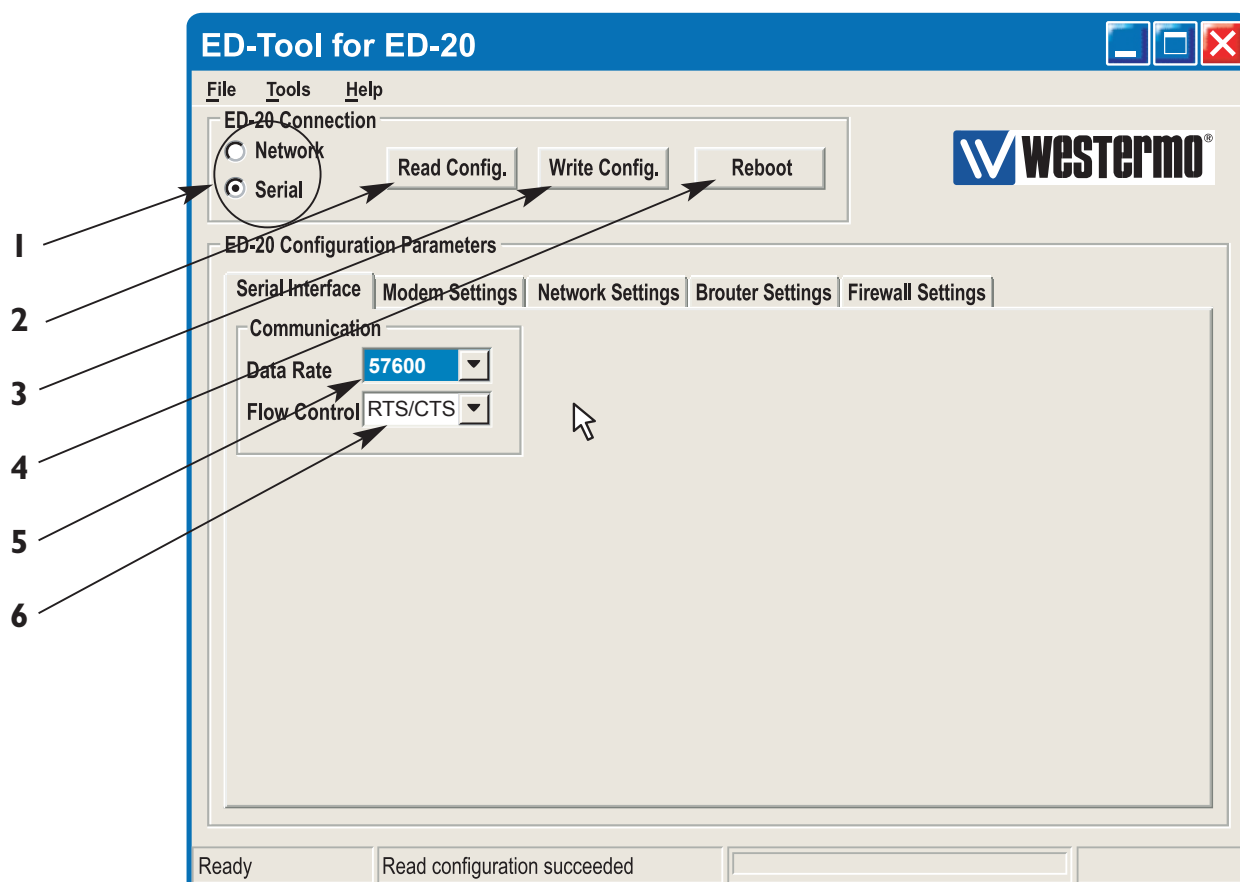 ED-Tool for ED-20
File Tools Help
ED-20 Connection
Network
Serial
Read Config.
Write Config.
Reboot
Westermo®
1
ED-20 Configuration Parameters
Serial Interface
Modem Settings
Network Settings
Brouter Settings
Firewall Settings
2
Communication
Data Rate
57600
3
Flow Control
RTS/CTS
4
5
6
Ready
Read configuration succeeded